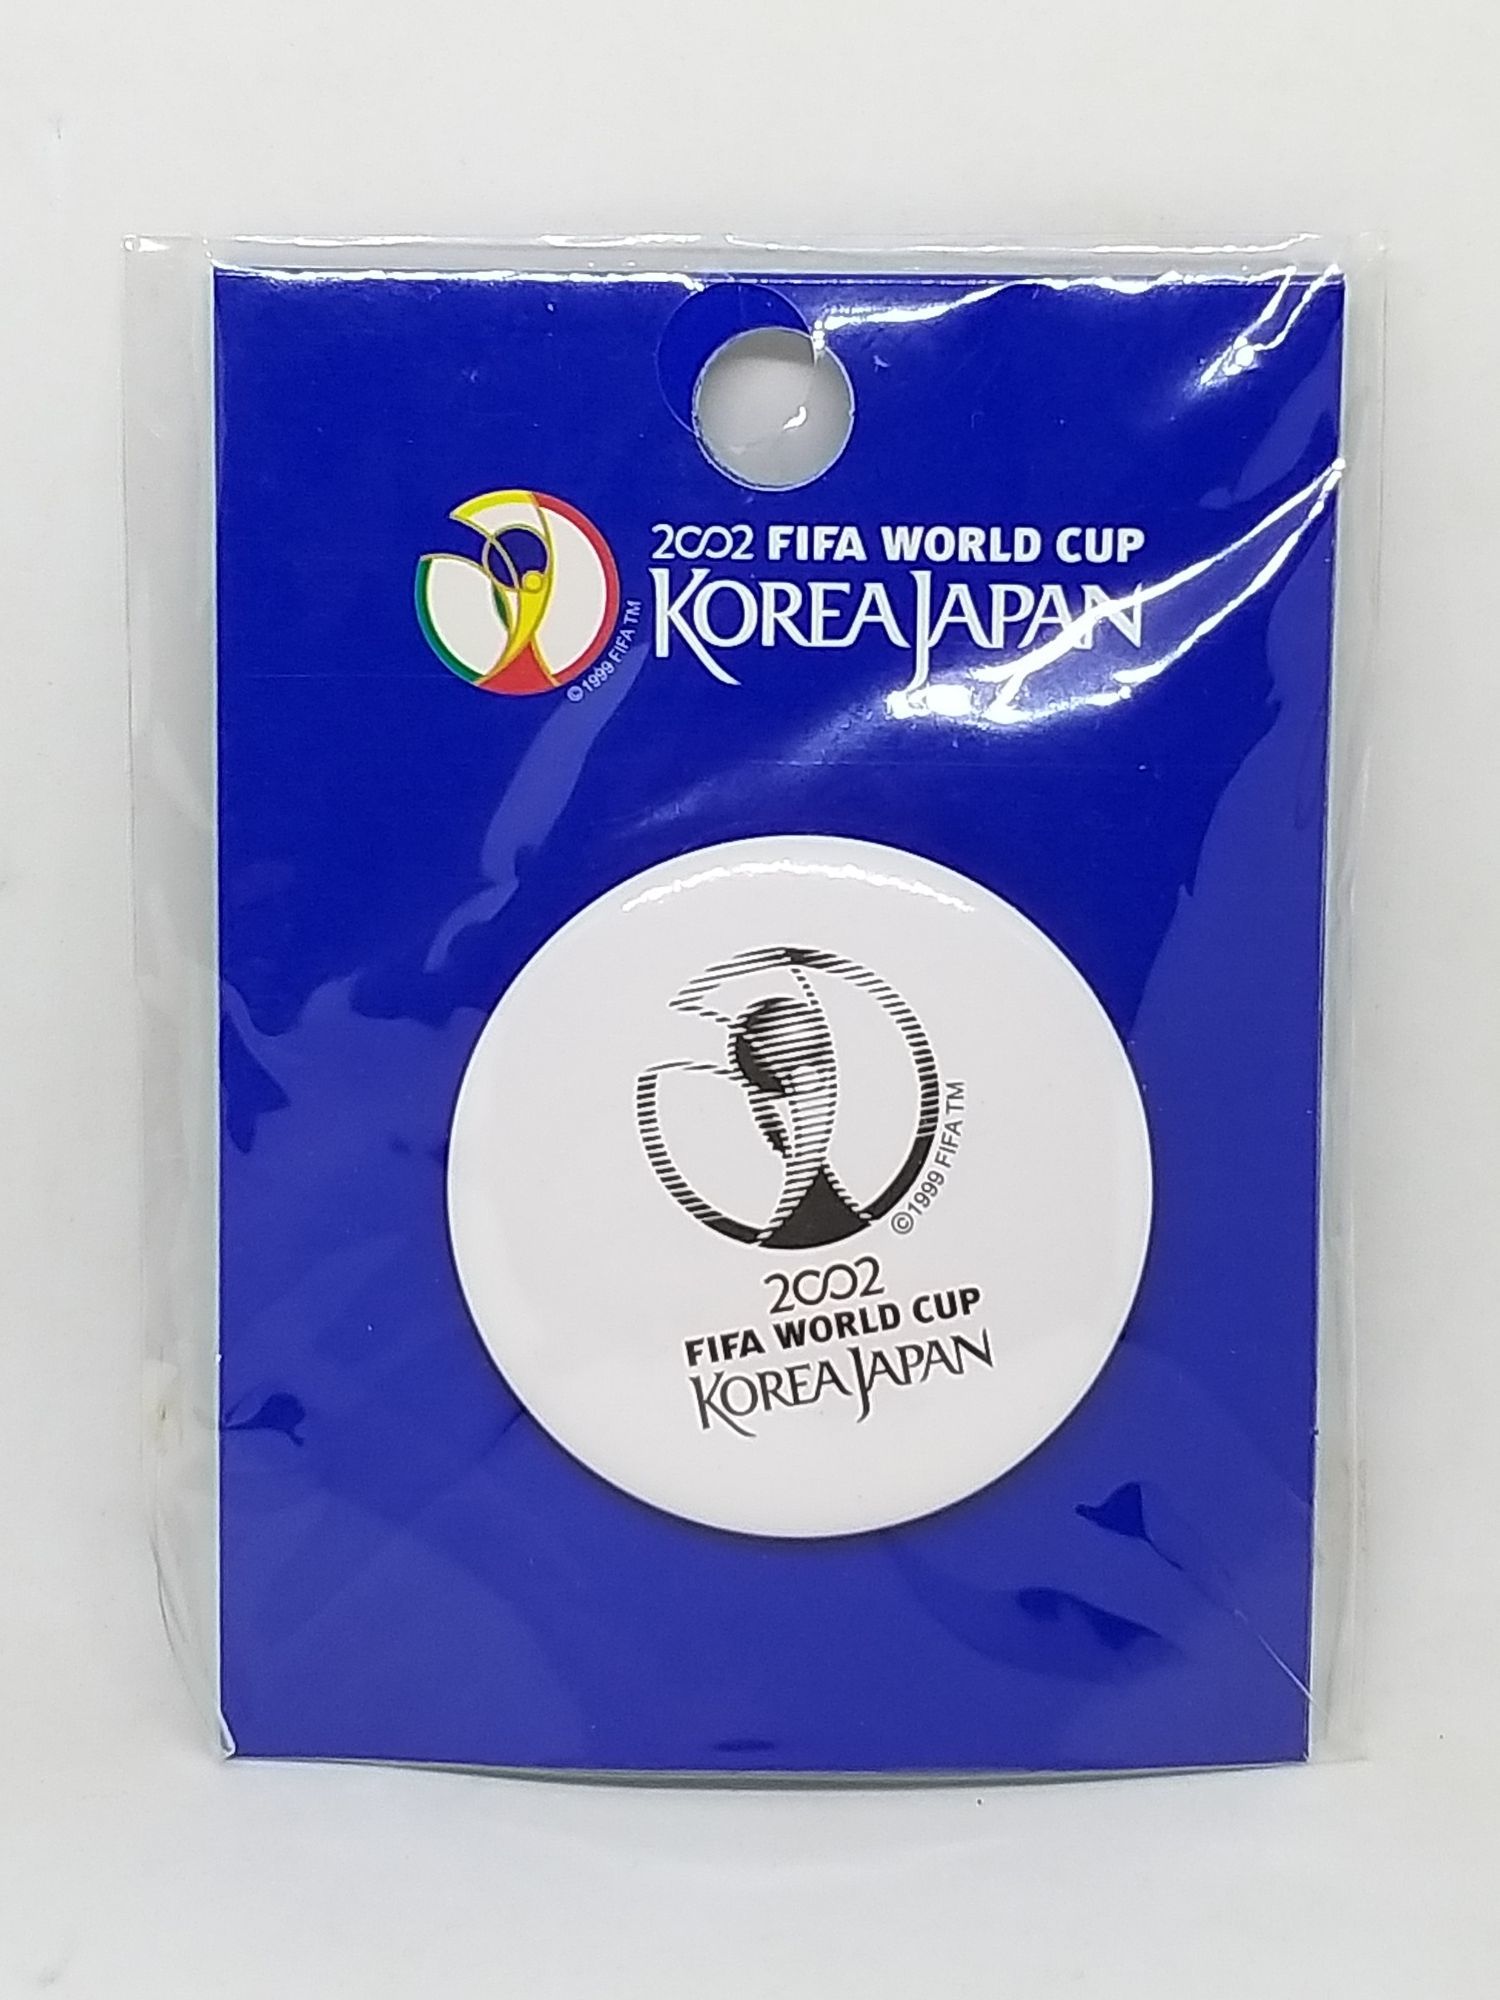 2002 FIFA WORLD CUP
KOREA JAPAN
©1999 FIFA TM
©1999 FIFA TM
2002
FIFA WORLD CUP
KOREA JAPAN